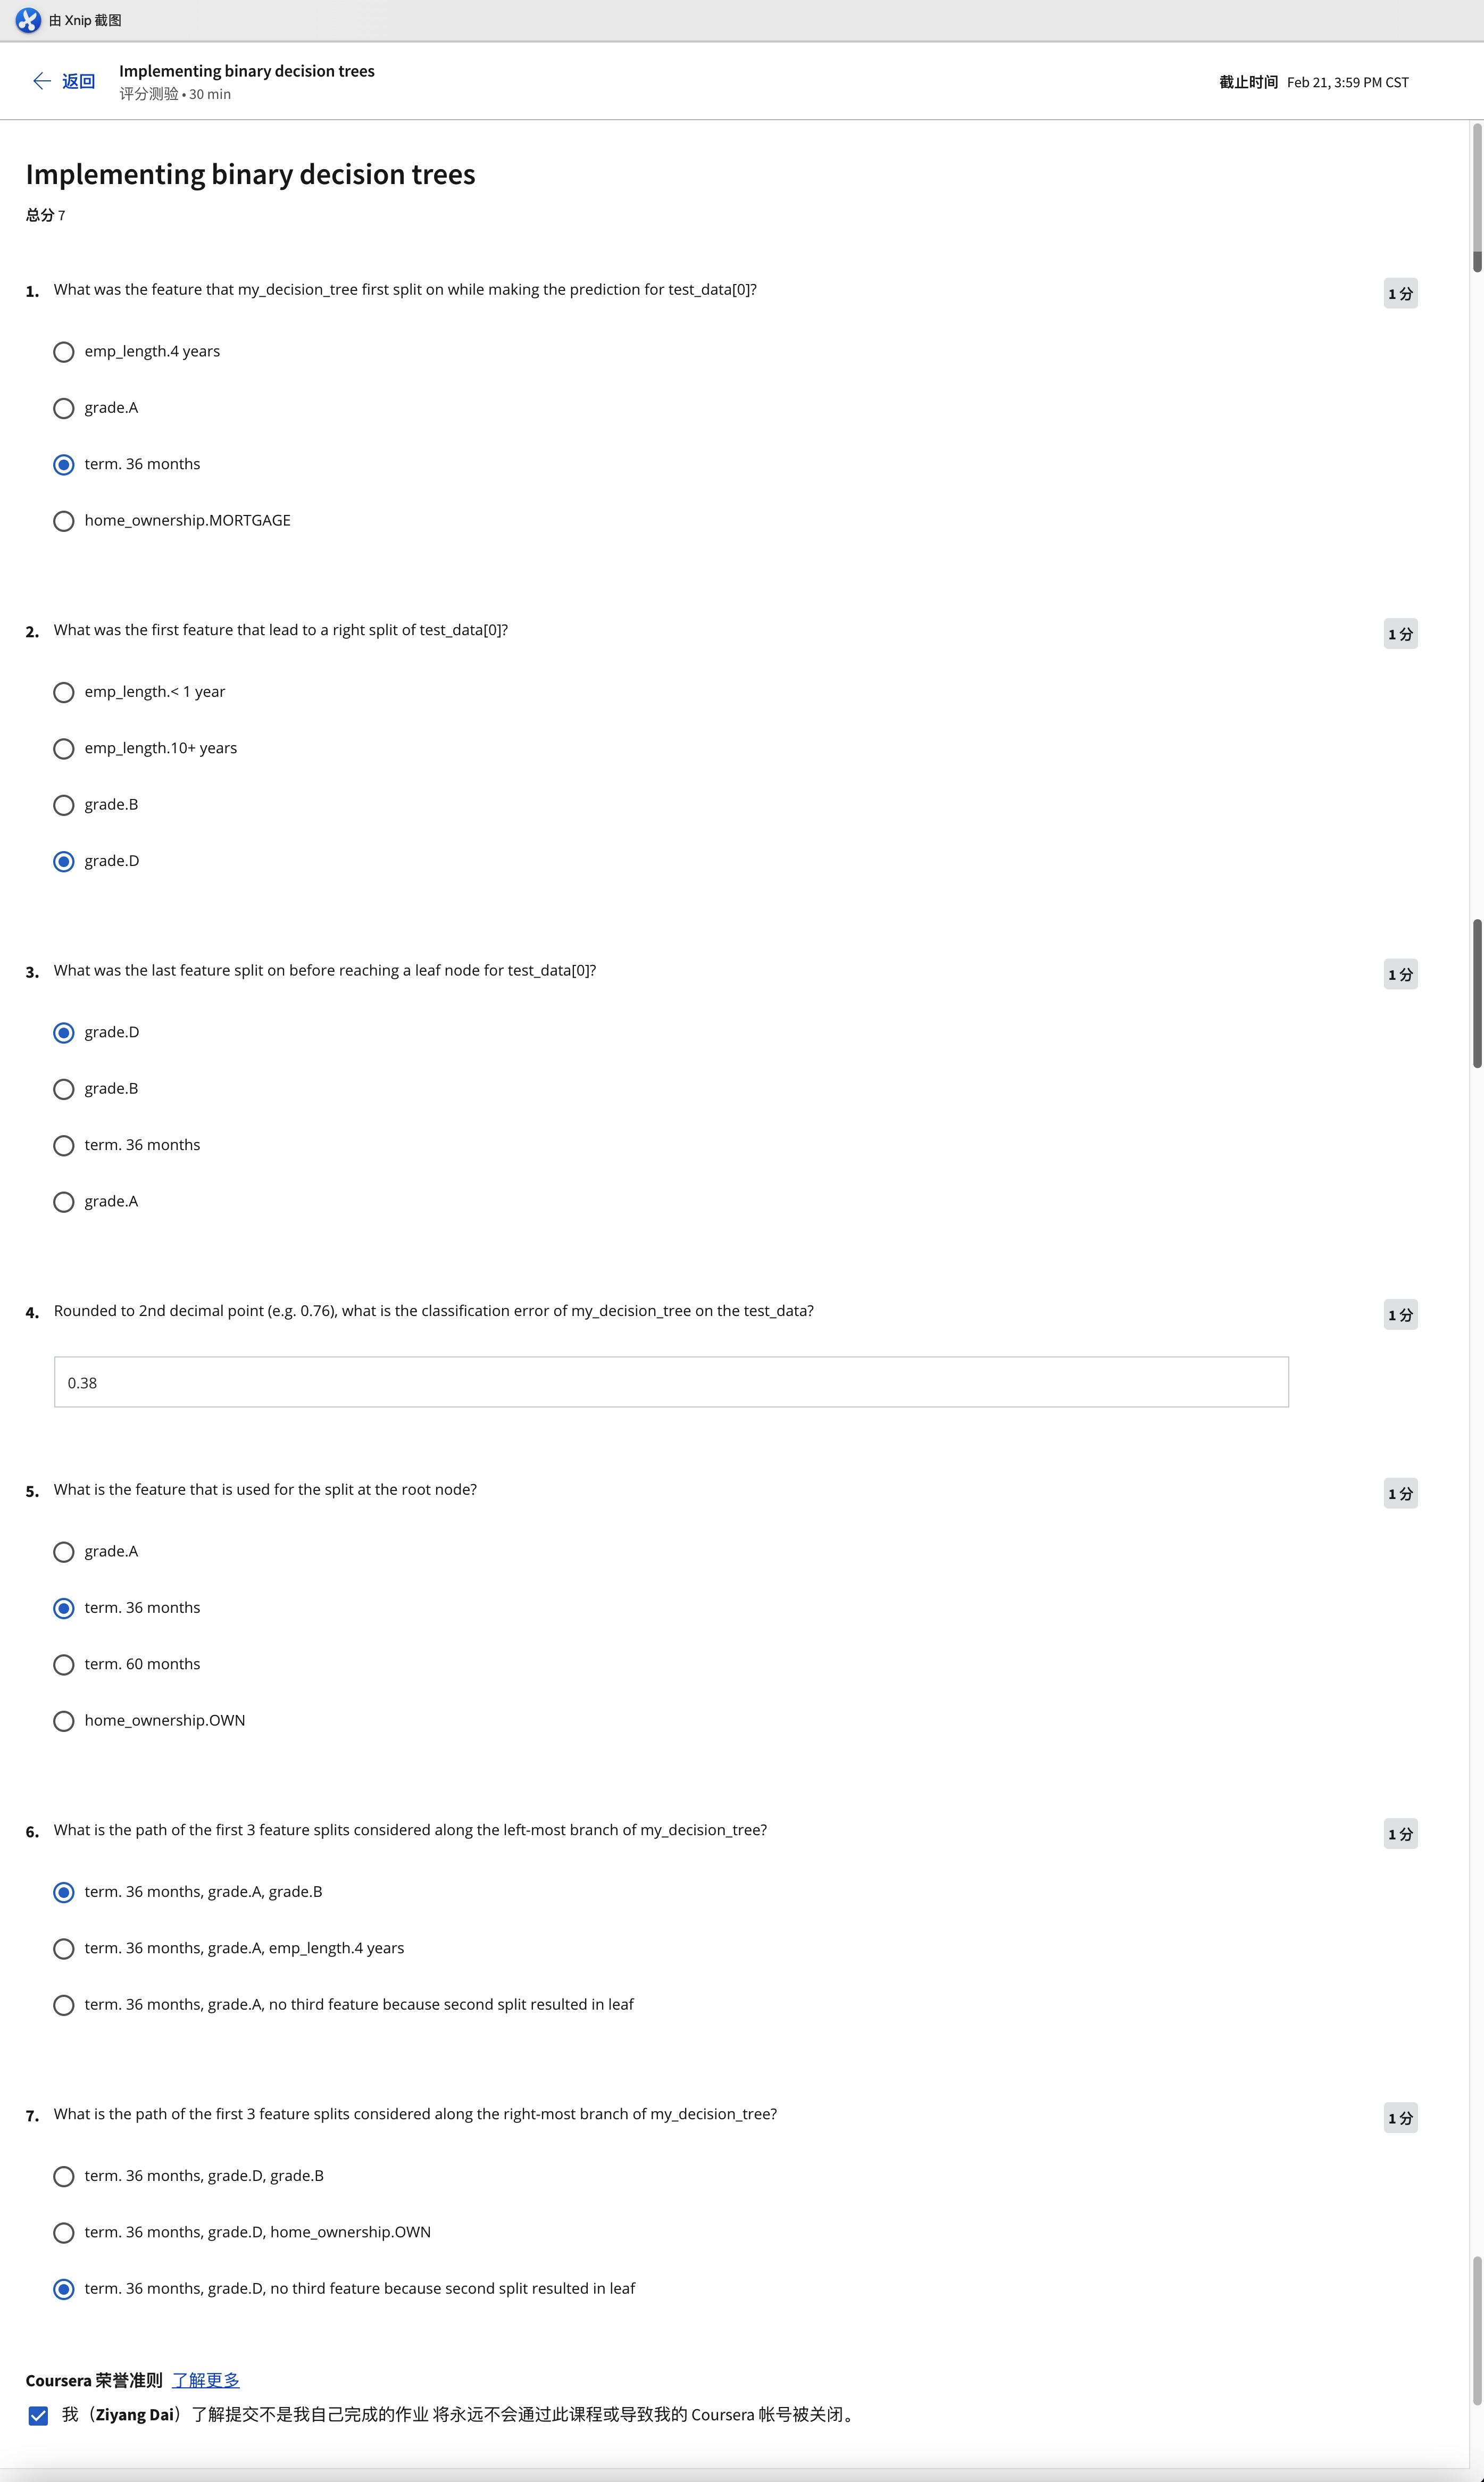 由 Xnip 截图
返回
Implementing binary decision trees
评分测验 • 30 min
截止时间 Feb 21, 3:59 PM CST
Implementing binary decision trees
总分 7
1. What was the feature that my_decision_tree first split on while making the prediction for test_data[0]?
1 分
emp_length.4 years
grade.A
term. 36 months
home_ownership.MORTGAGE
2. What was the first feature that lead to a right split of test_data[0]?
1 分
emp_length.< 1 year
emp_length.10+ years
grade.B
grade.D
3. What was the last feature split on before reaching a leaf node for test_data[0]?
1 分
grade.D
grade.B
term. 36 months
grade.A
4. Rounded to 2nd decimal point (e.g. 0.76), what is the classification error of my_decision_tree on the test_data?
1 分
0.38
5. What is the feature that is used for the split at the root node?
1 分
grade.A
term. 36 months
term. 60 months
home_ownership.OWN
6. What is the path of the first 3 feature splits considered along the left-most branch of my_decision_tree?
1 分
term. 36 months, grade.A, grade.B
term. 36 months, grade.A, emp_length.4 years
term. 36 months, grade.A, no third feature because second split resulted in leaf
7. What is the path of the first 3 feature splits considered along the right-most branch of my_decision_tree?
1 分
term. 36 months, grade.D, grade.B
term. 36 months, grade.D, home_ownership.OWN
term. 36 months, grade.D, no third feature because second split resulted in leaf
Coursera 荣誉准则 了解更多
我（Ziyang Dai）了解提交不是我自己完成的作业 将永远不会通过此课程或导致我的 Coursera 帐号被关闭。